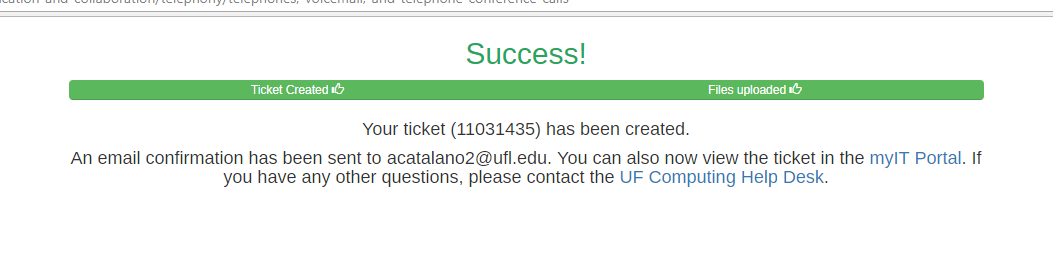 and collaboration/telephony/telephones, voicemail, and telephone conference calls
Success!
Ticket Created Files uploaded
Your ticket (11031435) has been created.
An email confirmation has been sent to acatalano2@ufl.edu. You can also now view the ticket in the myIT Portal. If
you have any other questions, please contact the UF Computing Help Desk.